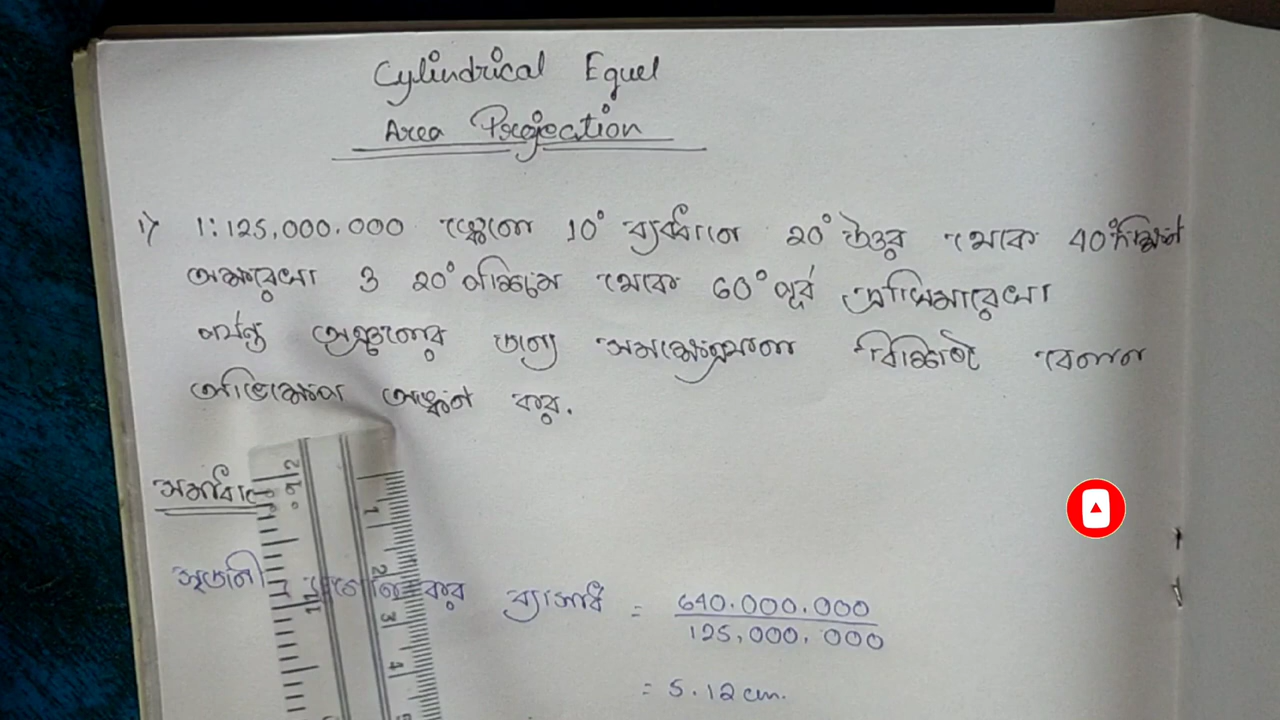 Cylindrical Equel
Area Projection
1) 1:125,000.000 স্কেলে 10° ব্যবধানে 20° উত্তর থেকে 40° দক্ষিণ
অক্ষরেখা ও 20° পশ্চিম থেকে 60° পূর্ব দ্রাঘিমারেখা
পর্যন্ত অঞ্চলের জন্যে সমক্ষেত্রফল বিশিষ্ট বেলন
অভিক্ষেপ অঙ্কন কর.
ব্যাসার্ধ = 640.000.000
125,000.000
= 5.12 cm.